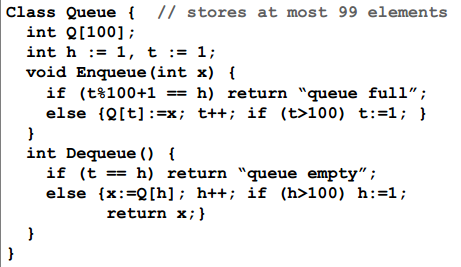 Class Queue {  // stores at most 99 elements
  int Q[100];
  int h := 1, t := 1;
  void Enqueue(int x) {
    if (t%100+1 == h) return “queue full”;
    else {Q[t]:=x; t++; if (t>100) t:=1; }
  }
  int Dequeue() {
    if (t == h) return “queue empty”;
    else {x:=Q[h]; h++; if (h>100) h:=1;
          return x;}
  }
}